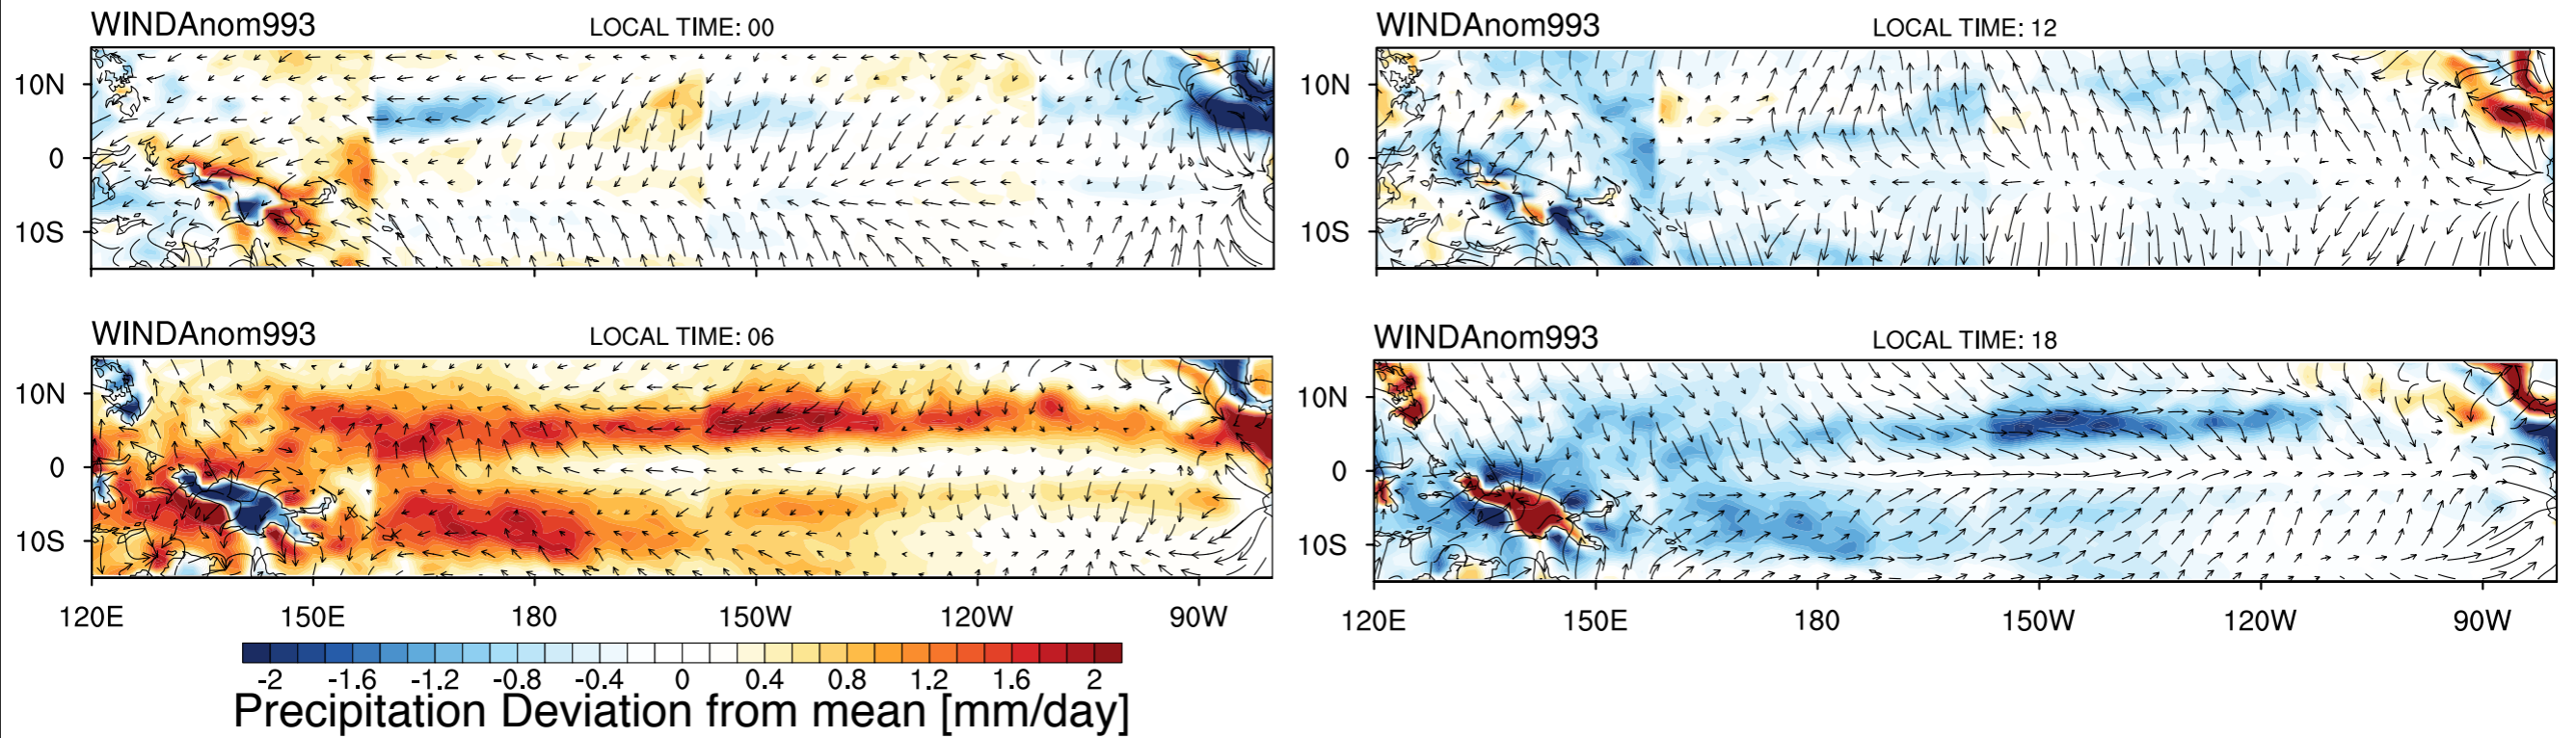 WINDAnom993 LOCAL TIME: 00
10N
0
10S
WINDAnom993 LOCAL TIME: 12
10N
0
10S
WINDAnom993 LOCAL TIME: 06
10N
0
10S
120E 150E 180 150W 120W 90W
WINDAnom993 LOCAL TIME: 18
10N
0
10S
120E 150E 180 150W 120W 90W
-2 -1.6 -1.2 -0.8 -0.4 0 0.4 0.8 1.2 1.6 2
Precipitation Deviation from mean [mm/day]